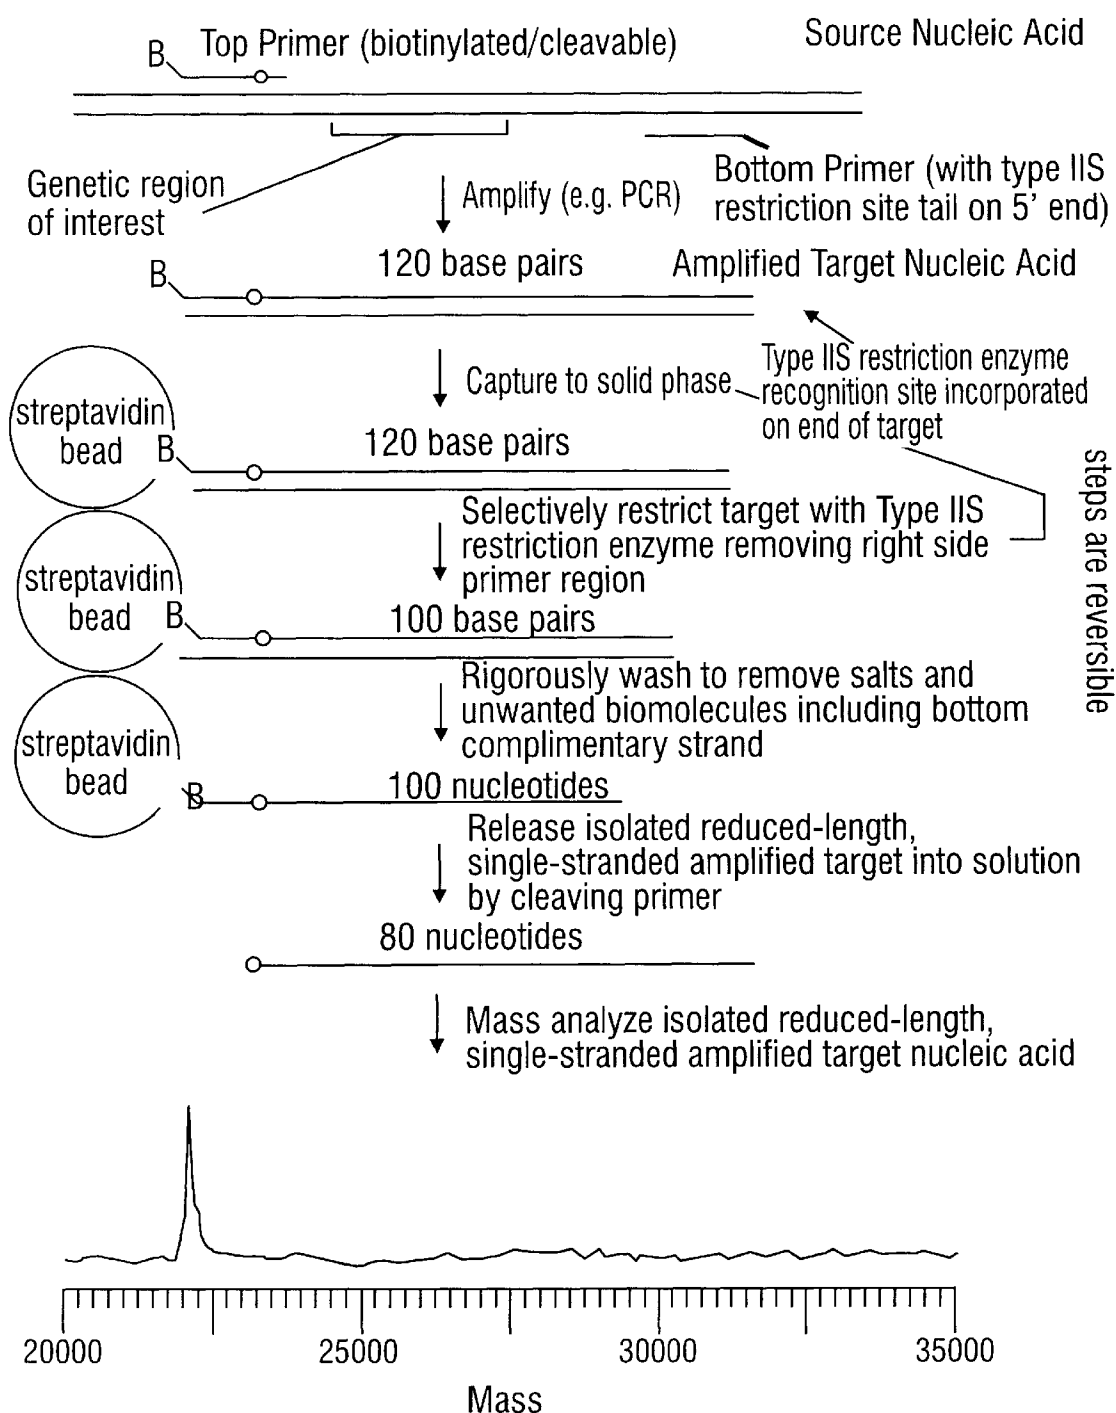 B
Top Primer (biotinylated/cleavable)
Source Nucleic Acid
Genetic region
of interest
Amplify (e.g. PCR)
Bottom Primer (with type IIS
restriction site tail on 5' end)
B
120 base pairs
Amplified Target Nucleic Acid
Type IIS restriction enzyme
recognition site incorporated
on end of target
Capture to solid phase
streptavidin
bead
B
120 base pairs
steps are reversible
Selectively restrict target with Type IIS
restriction enzyme removing right side
primer region
streptavidin
bead
B
100 base pairs
Rigorously wash to remove salts and
unwanted biomolecules including bottom
complimentary strand
streptavidin
bead
B
100 nucleotides
Release isolated reduced-length,
single-stranded amplified target into solution
by cleaving primer
80 nucleotides
Mass analyze isolated reduced-length,
single-stranded amplified target nucleic acid
20000 25000 30000 35000
Mass